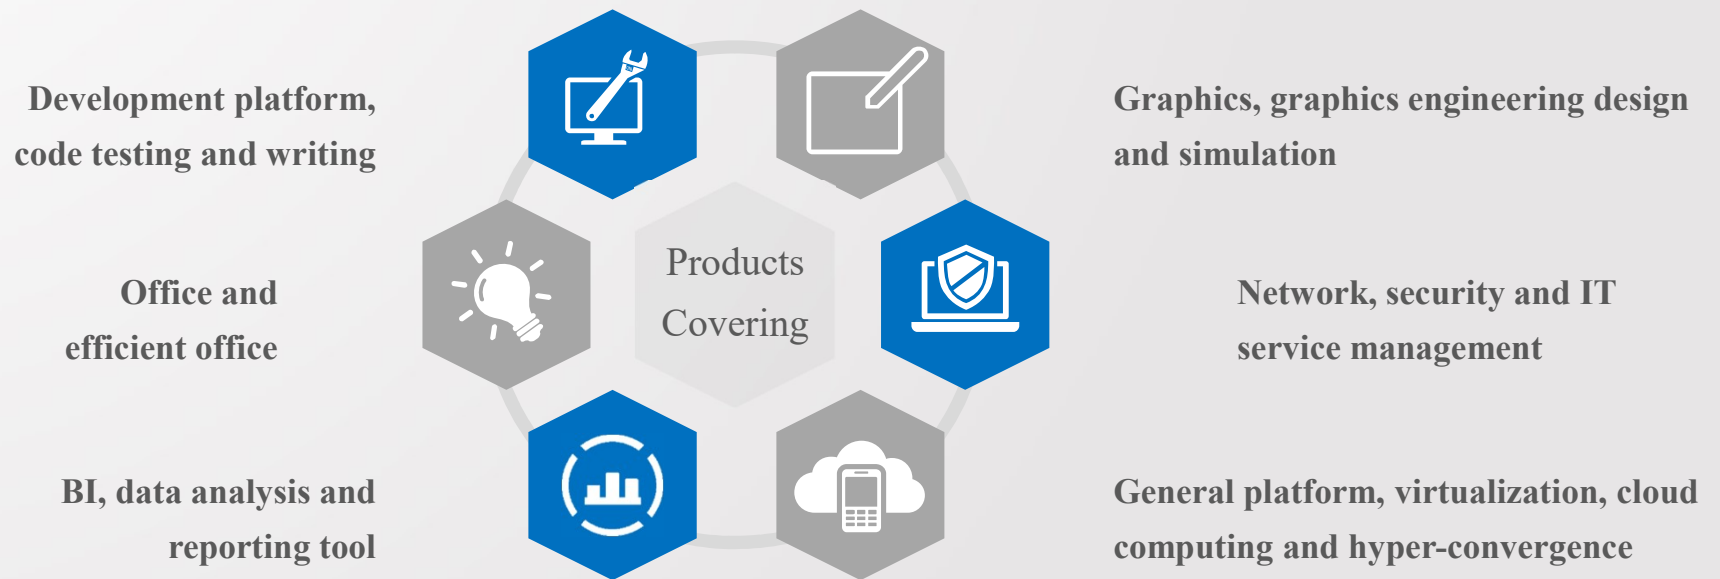 Development platform,
code testing and writing
Graphics, graphics engineering design
and simulation
Office and
efficient office
Products
Covering
Network, security and IT
service management
BI, data analysis and
reporting tool
General platform, virtualization, cloud
computing and hyper-convergence